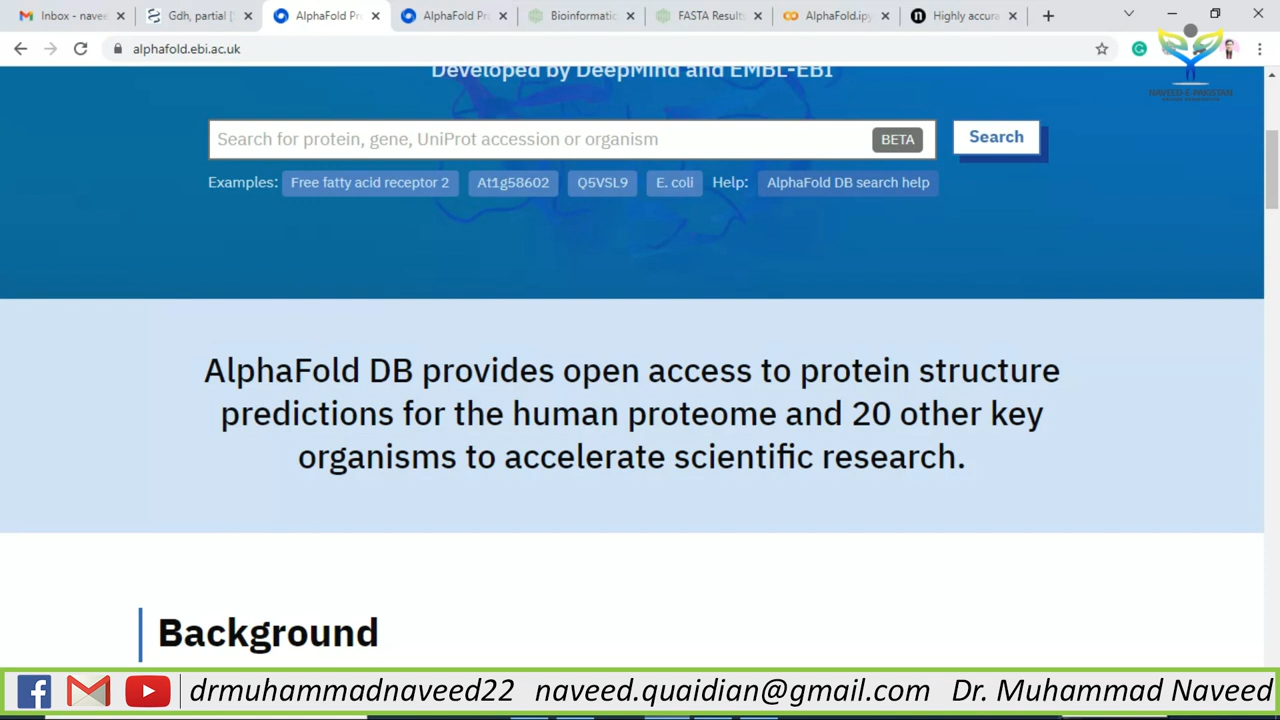 Inbox - navee
Gdh, partial [
AlphaFold Pr
AlphaFold Pr
Bioinformatic
FASTA Result
AlphaFold.ip
Highly accura
alphafold.ebi.ac.uk
NAVEED-E-PAKISTAN
Developed by DeepMind and EMBL-EBI
Search for protein, gene, UniProt accession or organism
BETA
Search
Examples: Free fatty acid receptor 2 At1g58602 Q5VSL9 E. coli Help: AlphaFold DB search help
AlphaFold DB provides open access to protein structure
predictions for the human proteome and 20 other key
organisms to accelerate scientific research.
Background
drmuhammadnaveed22 naveed.quaidian@gmail.com Dr. Muhammad Naveed